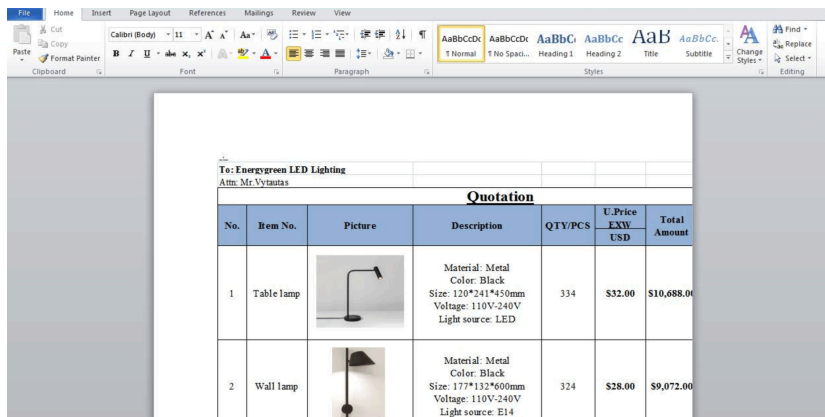 File Home Insert Page Layout References Mailings Review View
Cut
Copy
Paste
Format Painter
Clipboard
Calibri (Body) 11
Font
Paragraph
AaBbCcDc AaBbCcDc AaBbC AaBbCc AaB AaBbCc.
¶ Normal ¶ No Spaci... Heading 1 Heading 2 Title Subtitle
Styles
Change
Styles
Find
Replace
Select
Editing
To: Energygreen LED Lighting
Attn: Mr.Vytautas
Quotation
No. Item No. Picture Description QTY/PCS U.Price EXW USD Total Amount
1 Table lamp
Material: Metal
Color: Black
Size: 120*241*450mm
Voltage: 110V-240V
Light source: LED
334 $32.00 $10,688.00
2 Wall lamp
Material: Metal
Color: Black
Size: 177*132*600mm
Voltage: 110V-240V
Light source: E14
324 $28.00 $9,072.00